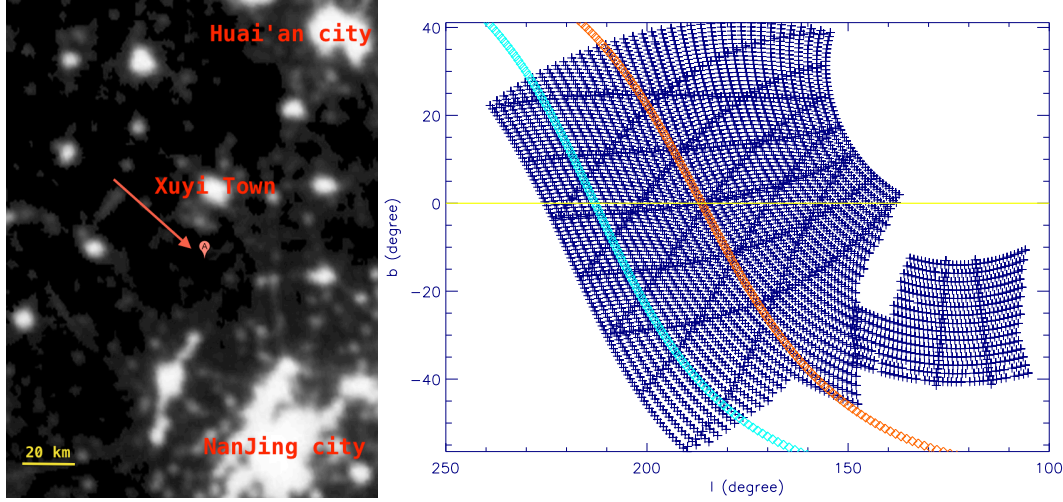 Huai'an city
Xuyi Town
A
NanJing city
20 km
40
20
0
−20
−40
b (degree)
250
200
150
100
l (degree)